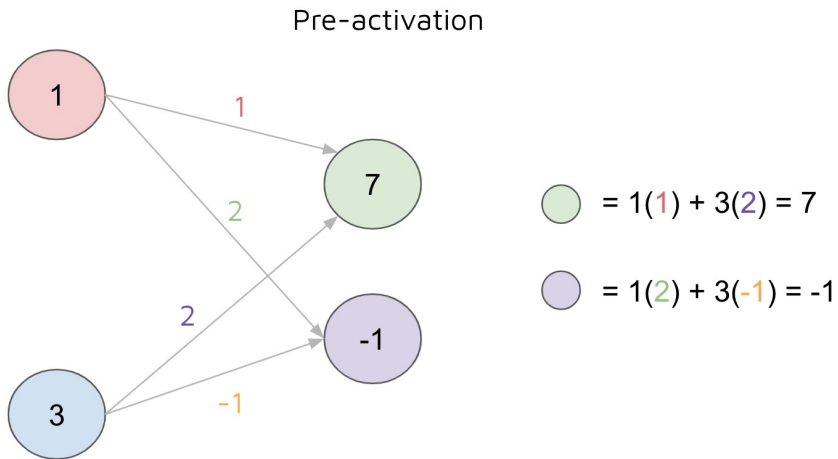 Pre-activation
1
1
7
= 1(1) + 3(2) = 7
2
= 1(2) + 3(-1) = -1
2
-1
3
-1